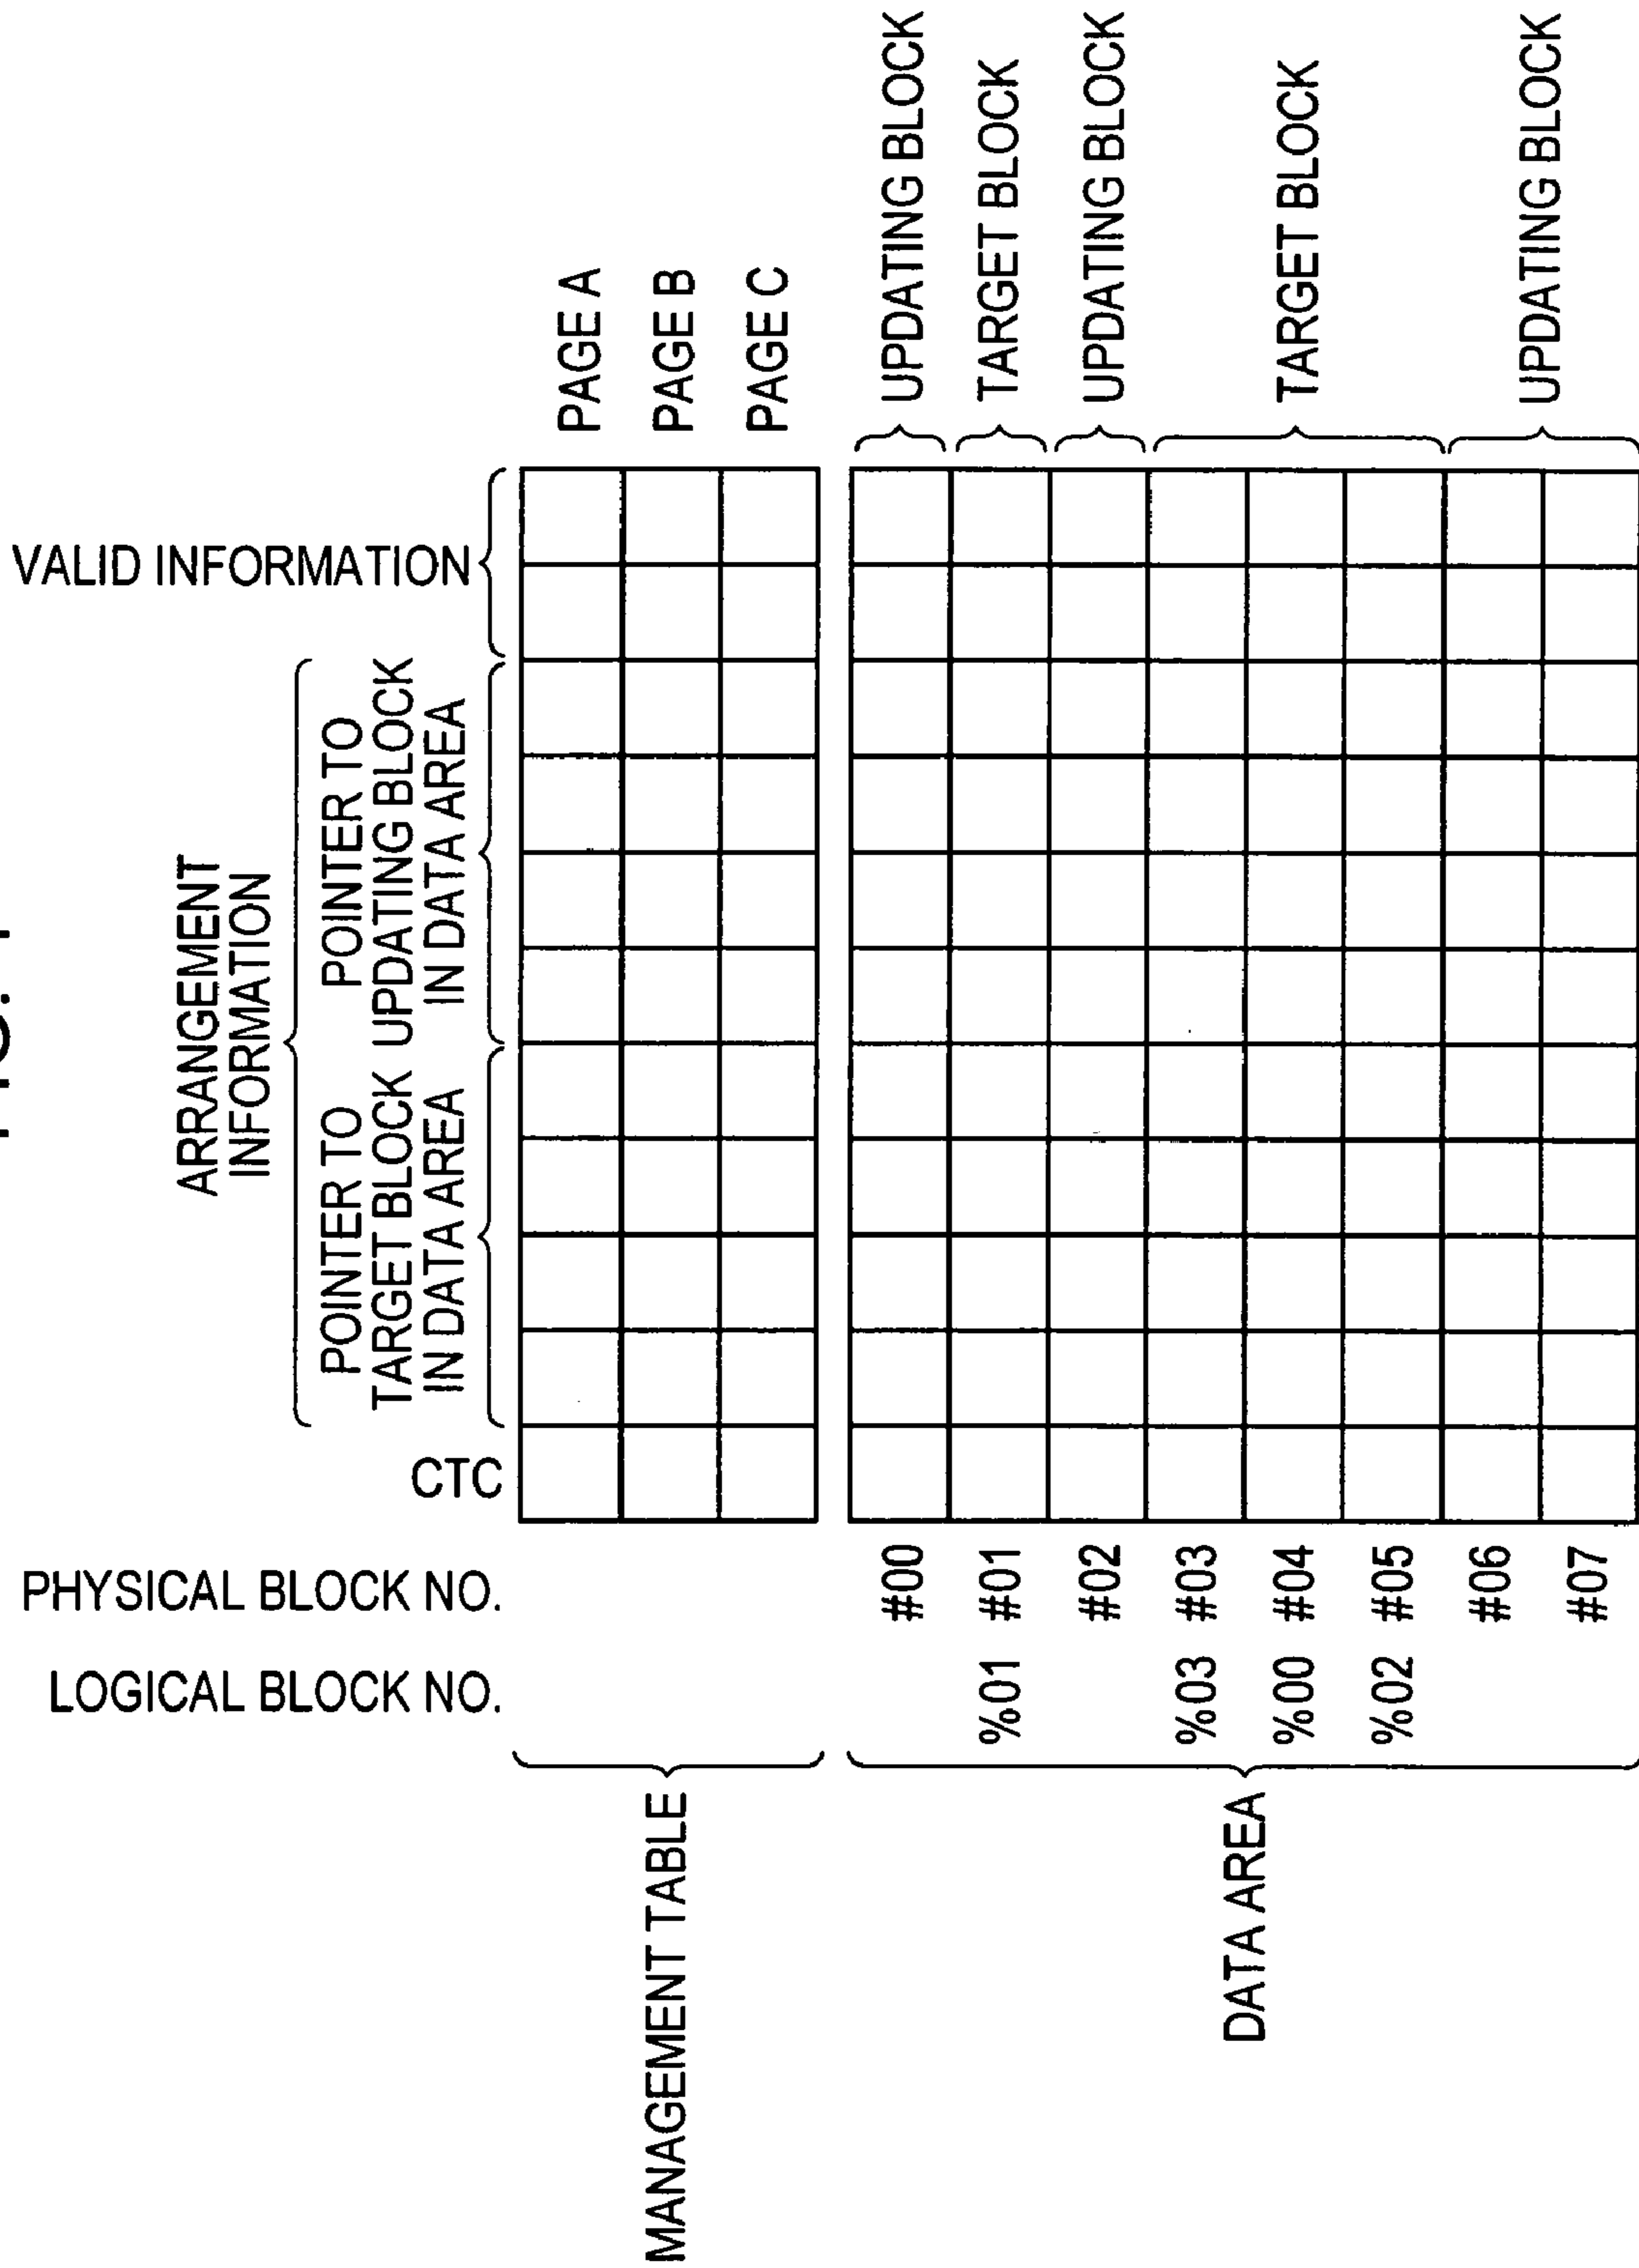 VALID INFORMATION
ARRANGEMENT
INFORMATION
POINTER TO
UPDATING BLOCK
IN DATA AREA
POINTER TO
TARGET BLOCK
IN DATA AREA
CTC
PHYSICAL BLOCK NO.
LOGICAL BLOCK NO.
MANAGEMENT TABLE
PAGE A
PAGE B
PAGE C
DATA AREA
#00 UPDATING BLOCK
%01 #01 TARGET BLOCK
#02 UPDATING BLOCK
%03 #03
%00 #04 TARGET BLOCK
%02 #05
#06
#07
UPDATING BLOCK